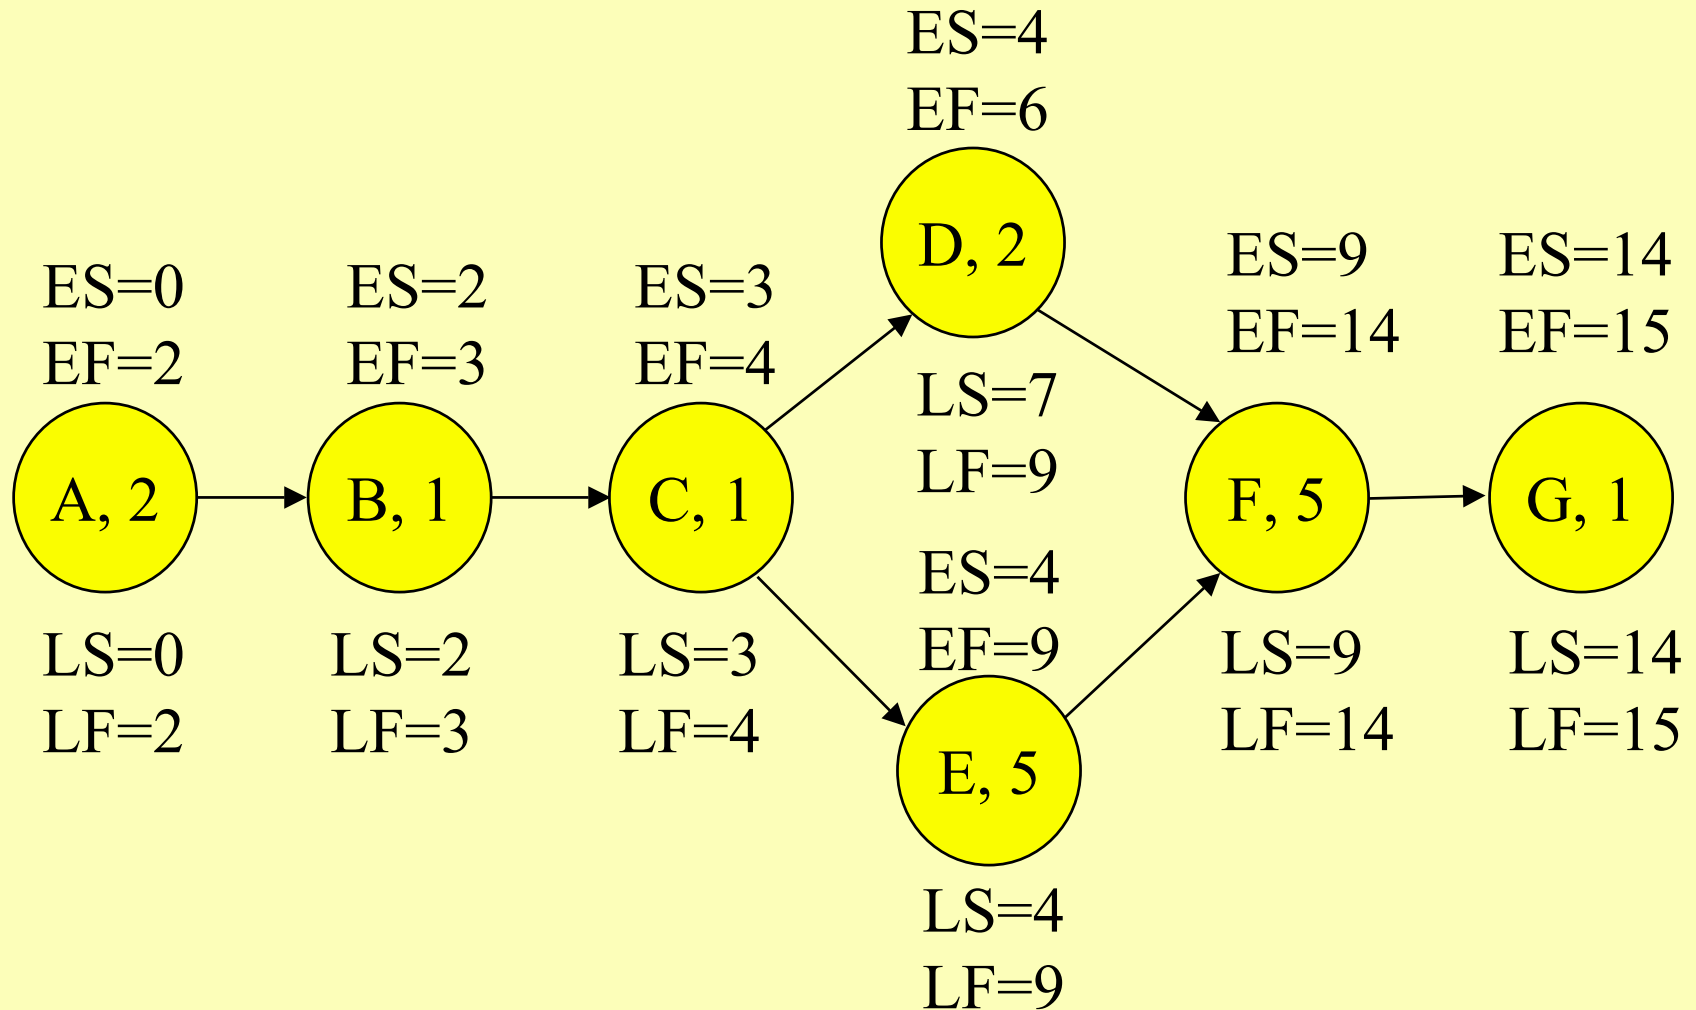 ES=0
EF=2
A, 2
LS=0
LF=2
ES=2
EF=3
B, 1
LS=2
LF=3
ES=3
EF=4
C, 1
LS=3
LF=4
ES=4
EF=6
D, 2
LS=7
LF=9
ES=4
EF=9
E, 5
LS=4
LF=9
ES=9
EF=14
F, 5
LS=9
LF=14
ES=14
EF=15
G, 1
LS=14
LF=15